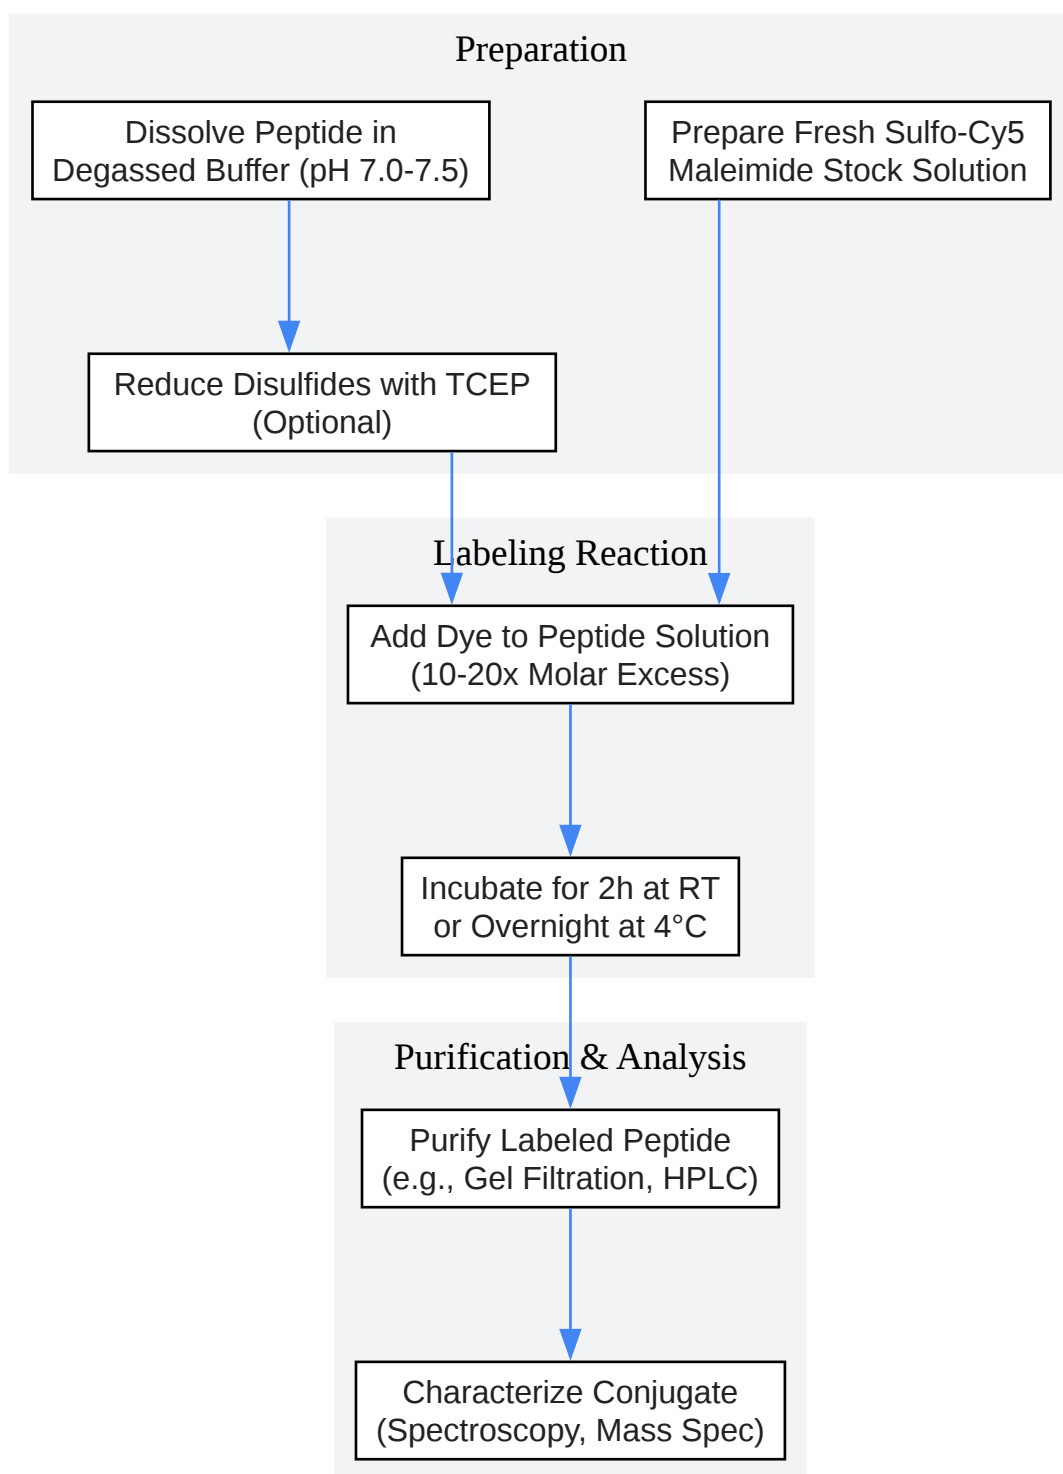 Preparation
Dissolve Peptide in
Degassed Buffer (pH 7.0-7.5)
Prepare Fresh Sulfo-Cy5
Maleimide Stock Solution
Reduce Disulfides with TCEP
(Optional)
Labeling Reaction
Add Dye to Peptide Solution
(10-20x Molar Excess)
Incubate for 2h at RT
or Overnight at 4°C
Purification & Analysis
Purify Labeled Peptide
(e.g., Gel Filtration, HPLC)
Characterize Conjugate
(Spectroscopy, Mass Spec)